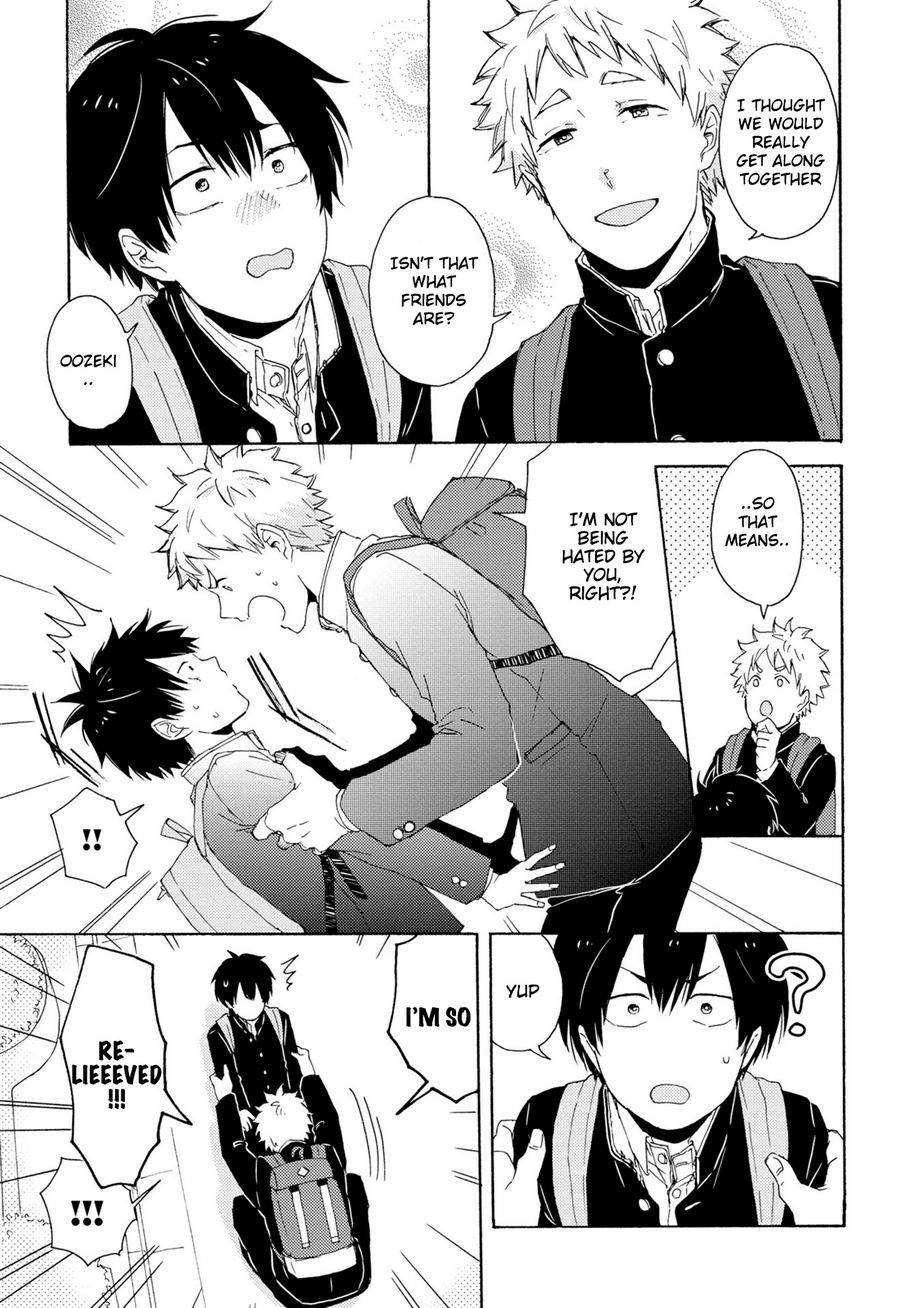 I THOUGHT
WE WOULD
REALLY
GET ALONG
TOGETHER
ISN'T THAT
WHAT
FRIENDS
ARE?
OOZEKI
..
..SO
THAT
MEANS..
I'M NOT
BEING
HATED BY
YOU,
RIGHT?!
!!
?
YUP
I'M SO
RE-
LIEEEVED
!!!
!!!